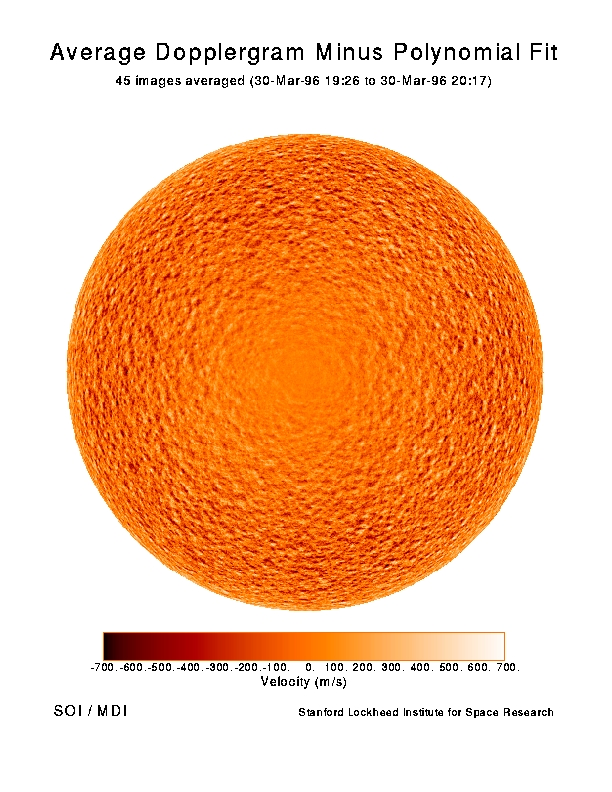 Average Dopplergram Minus Polynomial Fit
45 images averaged (30-Mar-96 19:26 to 30-Mar-96 20:17)
-700.-600.-500.-400.-300.-200.-100. 0. 100. 200. 300. 400. 500. 600. 700.
Velocity (m/s)
SOI / MDI Stanford Lockheed Institute for Space Research